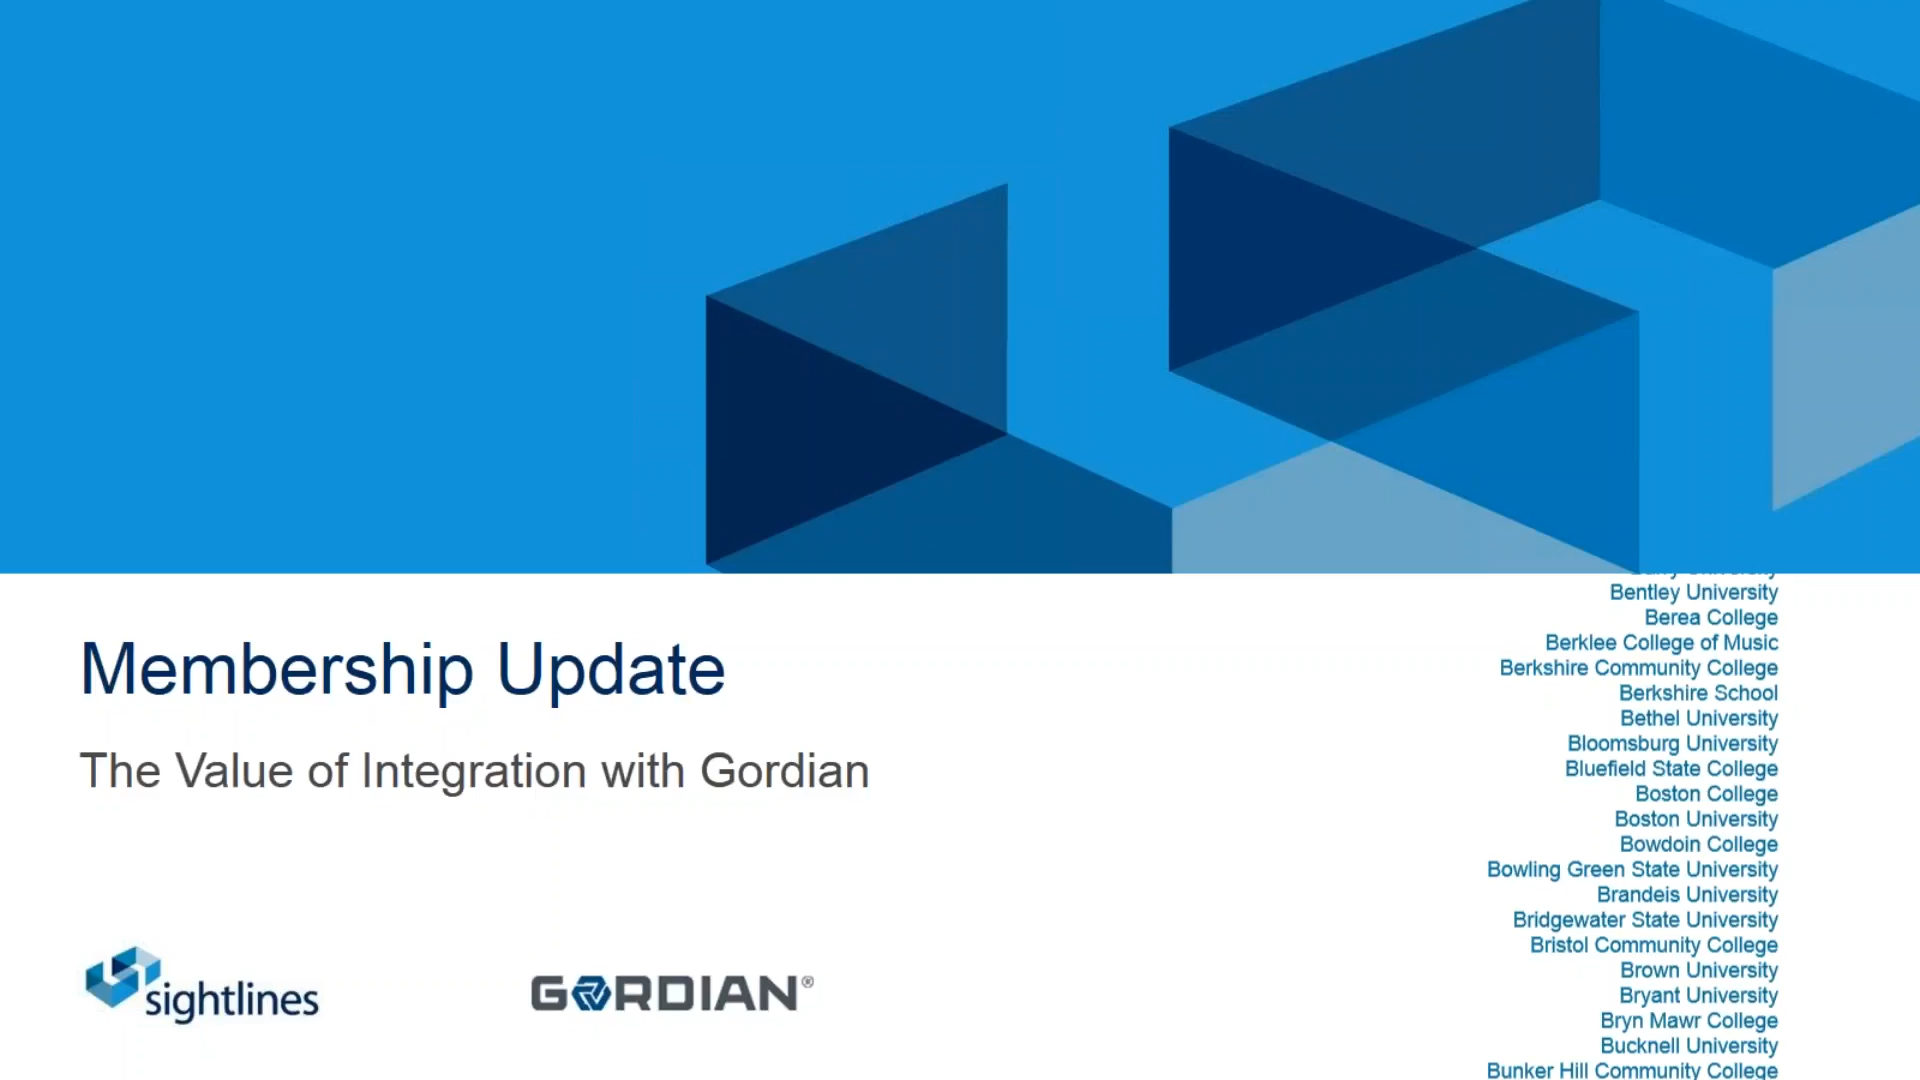 Membership Update
The Value of Integration with Gordian
sightlines
GORDIAN®
University
Bentley University
Berea College
Berklee College of Music
Berkshire Community College
Berkshire School
Bethel University
Bloomsburg University
Bluefield State College
Boston College
Boston University
Bowdoin College
Bowling Green State University
Brandeis University
Bridgewater State University
Bristol Community College
Brown University
Bryant University
Bryn Mawr College
Bucknell University
Bunker Hill Community College